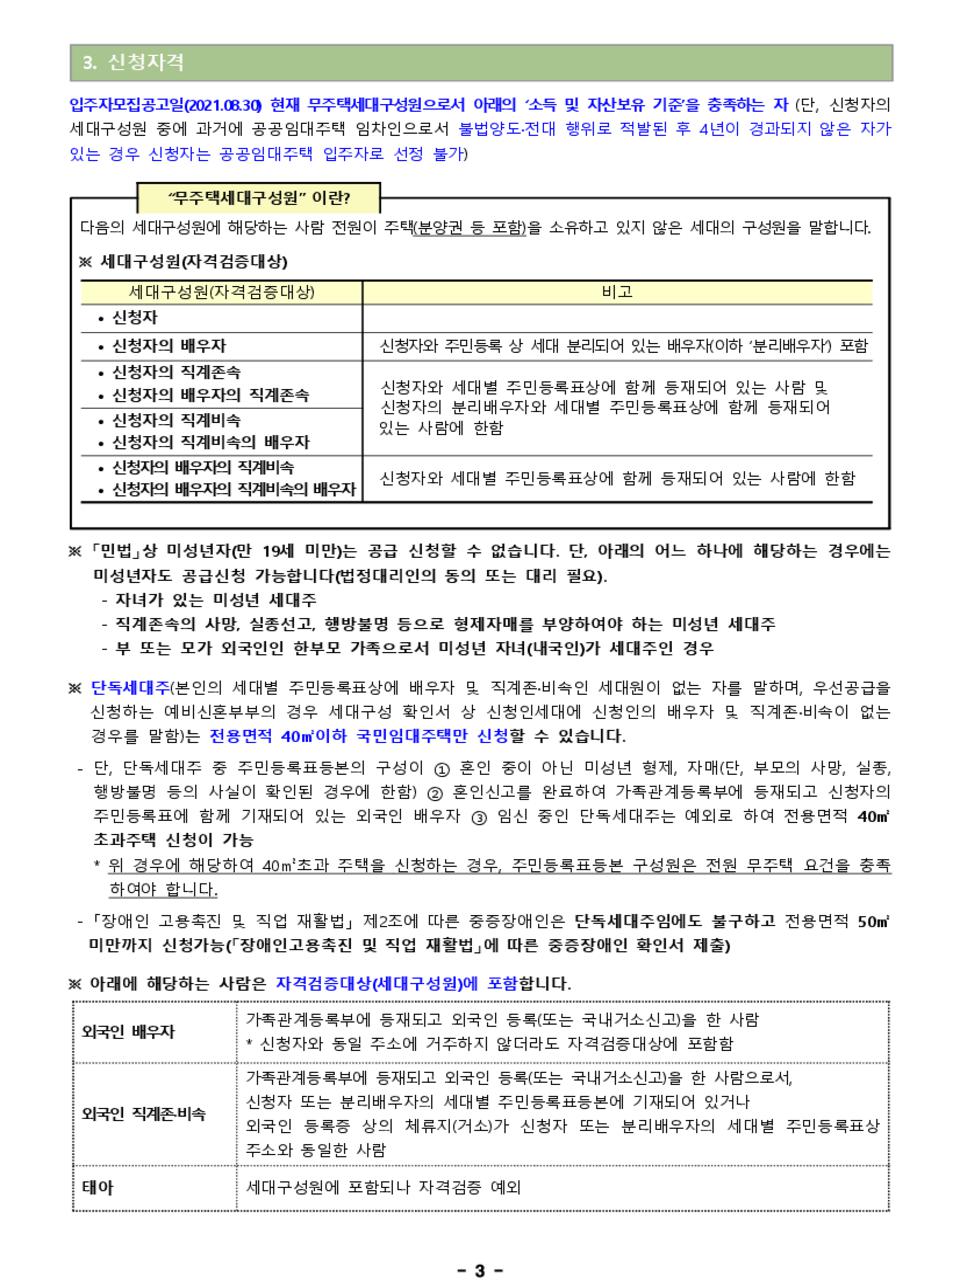 3. 신청자격
입주자모집공고일(2021.08.30) 현재 무주택세대구성원으로서 아래의 ‘소득 및 자산보유 기준’을 충족하는 자 (단, 신청자의
세대구성원 중에 과거에 공공임대주택 임차인으로서 불법양도·전대 행위로 적발된 후 4년이 경과되지 않은 자가
있는 경우 신청자는 공공임대주택 입주자로 선정 불가)
“무주택세대구성원” 이란?
다음의 세대구성원에 해당하는 사람 전원이 주택(분양권 등 포함)을 소유하고 있지 않은 세대의 구성원을 말합니다.
※ 세대구성원(자격검증대상)
세대구성원(자격검증대상) 비고
• 신청자
• 신청자의 배우자 신청자와 주민등록 상 세대 분리되어 있는 배우자(이하 ‘분리배우자’) 포함
• 신청자의 직계존속
• 신청자의 배우자의 직계존속
• 신청자의 직계비속
• 신청자의 직계비속의 배우자
신청자와 세대별 주민등록표상에 함께 등재되어 있는 사람 및
신청자의 분리배우자와 세대별 주민등록표상에 함께 등재되어
있는 사람에 한함
• 신청자의 배우자의 직계비속
• 신청자의 배우자의 직계비속의 배우자
신청자와 세대별 주민등록표상에 함께 등재되어 있는 사람에 한함
※ 「민법」상 미성년자(만 19세 미만)는 공급 신청할 수 없습니다. 단, 아래의 어느 하나에 해당하는 경우에는
미성년자도 공급신청 가능합니다(법정대리인의 동의 또는 대리 필요).
- 자녀가 있는 미성년 세대주
- 직계존속의 사망, 실종선고, 행방불명 등으로 형제자매를 부양하여야 하는 미성년 세대주
- 부 또는 모가 외국인인 한부모 가족으로서 미성년 자녀(내국인)가 세대주인 경우
※ 단독세대주(본인의 세대별 주민등록표상에 배우자 및 직계존·비속인 세대원이 없는 자를 말하며, 우선공급을
신청하는 예비신혼부부의 경우 세대구성 확인서 상 신청인세대에 신청인의 배우자 및 직계존·비속이 없는
경우를 말함)는 전용면적 40㎡이하 국민임대주택만 신청할 수 있습니다.
- 단, 단독세대주 중 주민등록표등본의 구성이 ① 혼인 중이 아닌 미성년 형제, 자매(단, 부모의 사망, 실종,
행방불명 등의 사실이 확인된 경우에 한함) ② 혼인신고를 완료하여 가족관계등록부에 등재되고 신청자의
주민등록표에 함께 기재되어 있는 외국인 배우자 ③ 임신 중인 단독세대주는 예외로 하여 전용면적 40㎡
초과주택 신청이 가능
* 위 경우에 해당하여 40㎡초과 주택을 신청하는 경우, 주민등록표등본 구성원은 전원 무주택 요건을 충족
하여야 합니다.
- 「장애인 고용촉진 및 직업 재활법」 제2조에 따른 중증장애인은 단독세대주임에도 불구하고 전용면적 50㎡
미만까지 신청가능(「장애인고용촉진 및 직업 재활법」에 따른 중증장애인 확인서 제출)
※ 아래에 해당하는 사람은 자격검증대상(세대구성원)에 포함합니다.
외국인 배우자
가족관계등록부에 등재되고 외국인 등록(또는 국내거소신고)을 한 사람
* 신청자와 동일 주소에 거주하지 않더라도 자격검증대상에 포함함
외국인 직계존·비속
가족관계등록부에 등재되고 외국인 등록(또는 국내거소신고)을 한 사람으로서,
신청자 또는 분리배우자의 세대별 주민등록표등본에 기재되어 있거나
외국인 등록증 상의 체류지(거소)가 신청자 또는 분리배우자의 세대별 주민등록표상
주소와 동일한 사람
태아 세대구성원에 포함되나 자격검증 예외
- 3 -